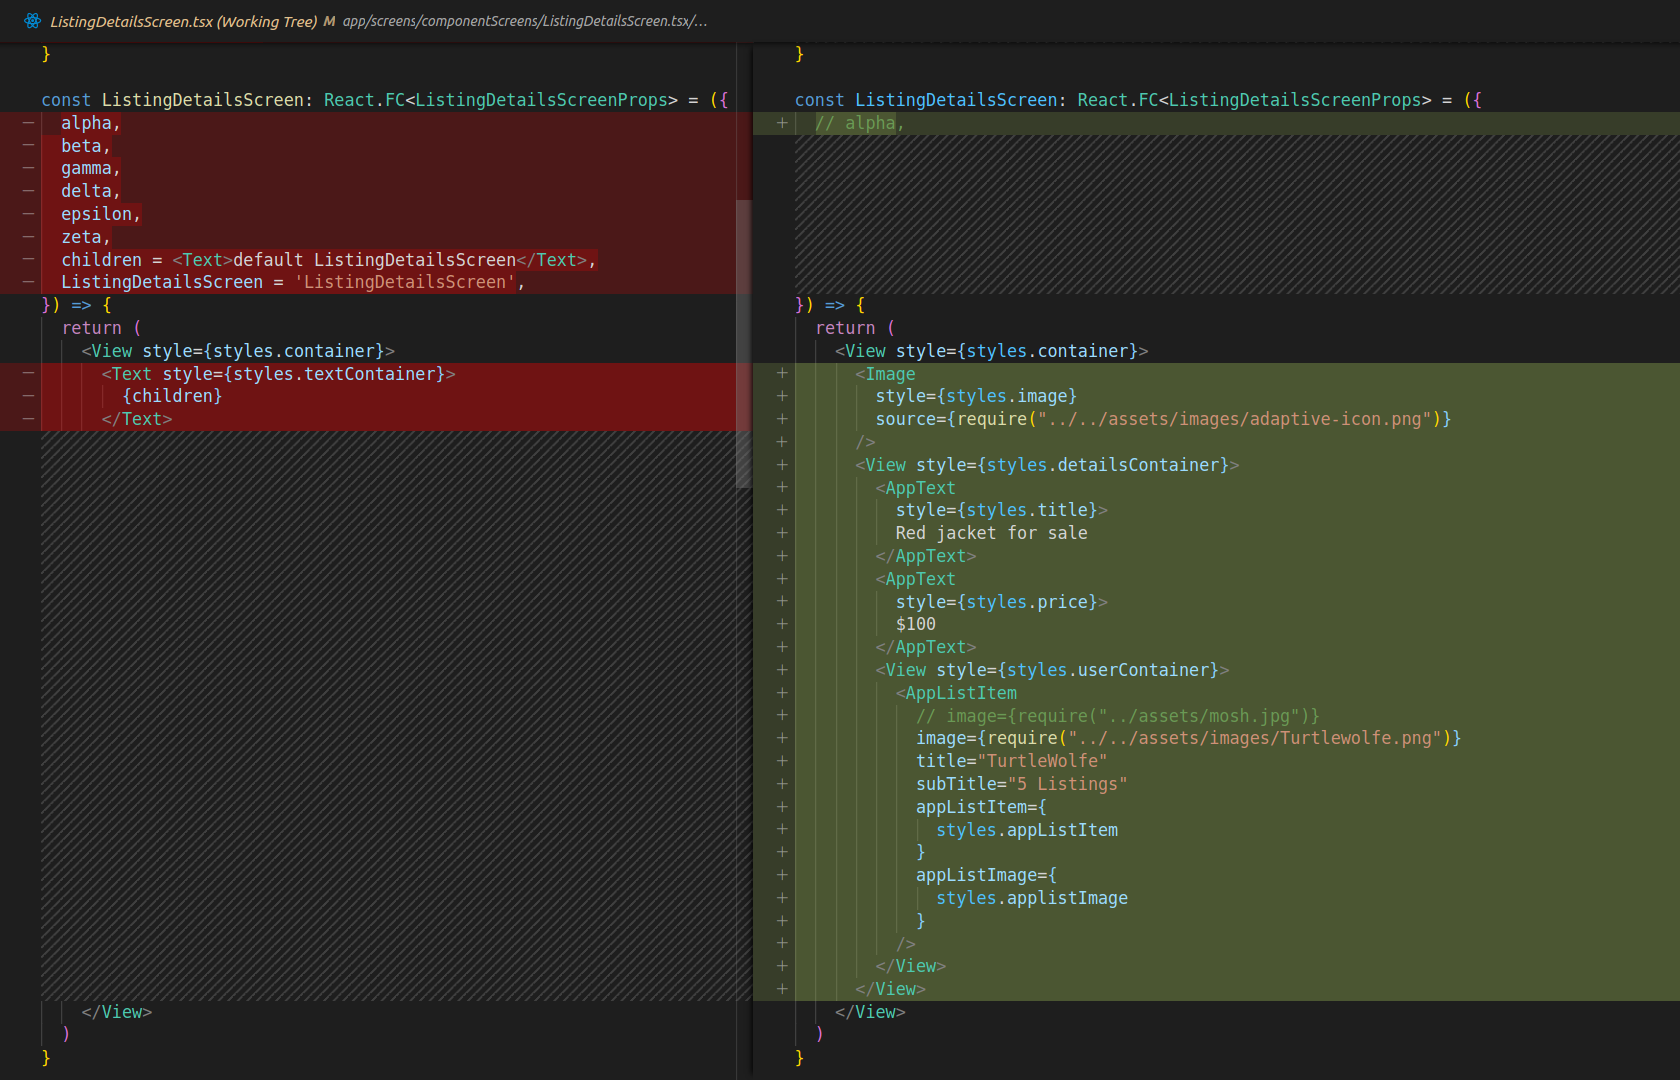 ListingDetailsScreen.tsx (Working Tree) M app/screens/componentScreens/ListingDetailsScreen.tsx/...
}
const ListingDetailsScreen: React.FC<ListingDetailsScreenProps> = ({
− alpha,
− beta,
− gamma,
− delta,
− epsilon,
− zeta,
− children = <Text>default ListingDetailsScreen</Text>,
− ListingDetailsScreen = 'ListingDetailsScreen',
}) => {
return (
<View style={styles.container}>
− <Text style={styles.textContainer}>
− {children}
− </Text>
</View>
)
}
}
const ListingDetailsScreen: React.FC<ListingDetailsScreenProps> = ({
+ // alpha,
}) => {
return (
<View style={styles.container}>
+ <Image
+ style={styles.image}
+ source={require("../../assets/images/adaptive-icon.png")}
+ />
+ <View style={styles.detailsContainer}>
+ <AppText
+ style={styles.title}>
+ Red jacket for sale
+ </AppText>
+ <AppText
+ style={styles.price}>
+ $100
+ </AppText>
+ <View style={styles.userContainer}>
+ <AppListItem
+ // image={require("../assets/mosh.jpg")}
+ image={require("../../assets/images/Turtlewolfe.png")}
+ title="TurtleWolfe"
+ subTitle="5 Listings"
+ appListItem={
+ styles.appListItem
+ }
+ appListImage={
+ styles.applistImage
+ }
+ />
+ </View>
+ </View>
</View>
)
}